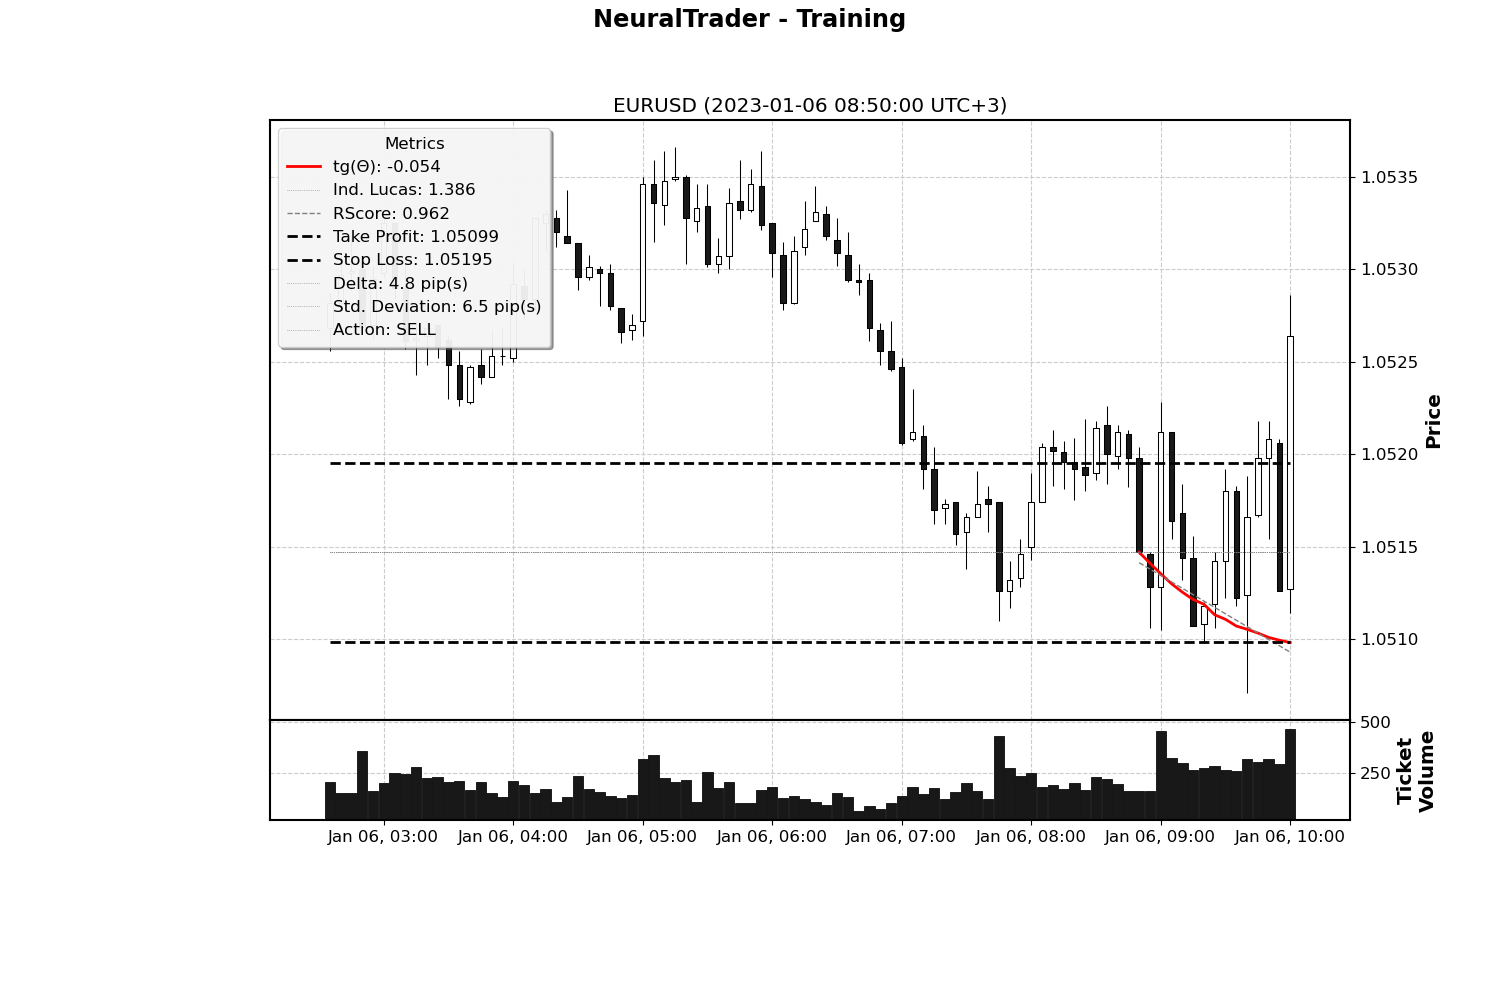 NeuralTrader - Training
EURUSD (2023-01-06 08:50:00 UTC+3)
Metrics
tg(Θ): -0.054
Ind. Lucas: 1.386
RScore: 0.962
Take Profit: 1.05099
Stop Loss: 1.05195
Delta: 4.8 pip(s)
Std. Deviation: 6.5 pip(s)
Action: SELL
1.0535
1.0530
1.0525
1.0520
1.0515
1.0510
Price
500
250
Ticket
Volume
Jan 06, 03:00
Jan 06, 04:00
Jan 06, 05:00
Jan 06, 06:00
Jan 06, 07:00
Jan 06, 08:00
Jan 06, 09:00
Jan 06, 10:00